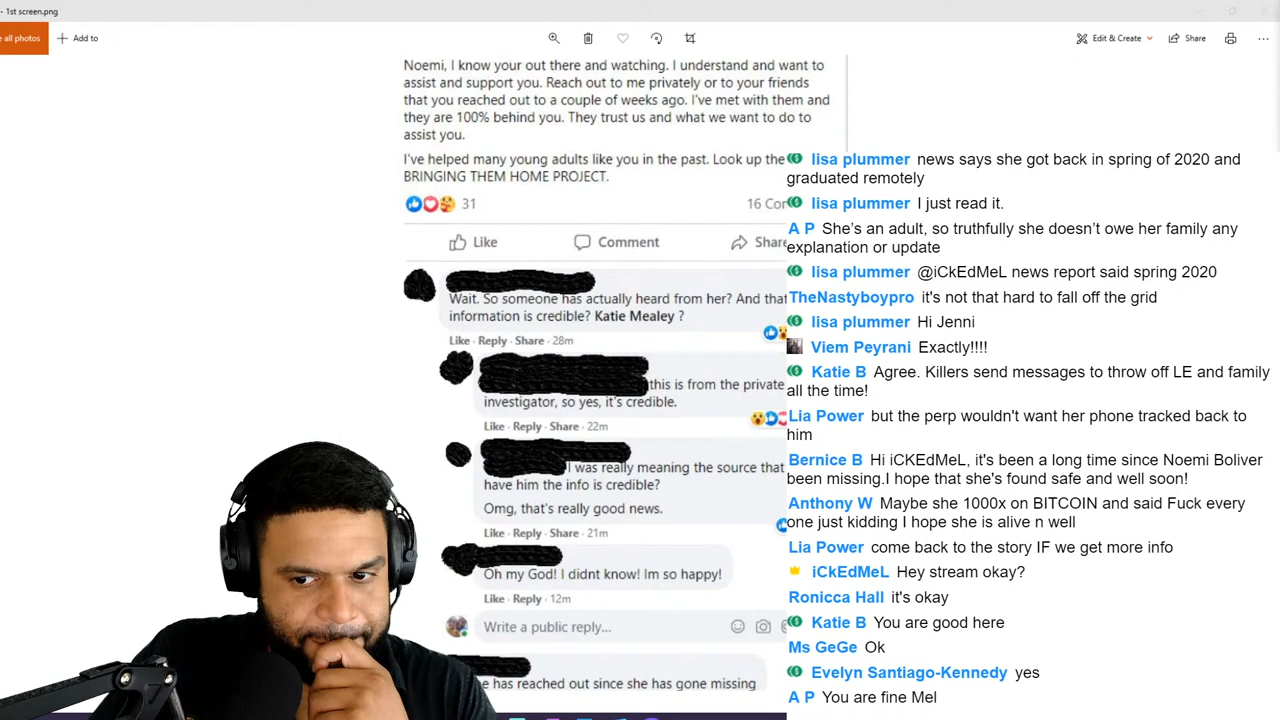 - 1st screen.png
e all photos
Add to
Edit & Create
Share
Noemi, I know your out there and watching. I understand and want to
assist and support you. Reach out to me privately or to your friends
that you reached out to a couple of weeks ago. I've met with them and
they are 100% behind you. They trust us and what we want to do to
assist you.
I've helped many young adults like you in the past. Look up the
BRINGING THEM HOME PROJECT.
31
16 Cor
Like
Comment
Share
Wait. So someone has actually heard from her? And that
information is credible? Katie Mealey ?
Like · Reply · Share · 28m
this is from the private
investigator, so yes, it's credible.
Like · Reply · Share · 22m
I was really meaning the source that
have him the info is credible?
Omg, that's really good news.
Like · Reply · Share · 21m
Oh my God! I didnt know! Im so happy!
Like · Reply · 12m
Write a public reply...
e has reached out since she has gone missing
lisa plummer news says she got back in spring of 2020 and
graduated remotely
lisa plummer I just read it.
A P She's an adult, so truthfully she doesn't owe her family any
explanation or update
lisa plummer @iCkEdMeL news report said spring 2020
TheNastyboypro it's not that hard to fall off the grid
lisa plummer Hi Jenni
Viem Peyrani Exactly!!!!
Katie B Agree. Killers send messages to throw off LE and family
all the time!
Lia Power but the perp wouldn't want her phone tracked back to
him
Bernice B Hi iCKEdMeL, it's been a long time since Noemi Boliver
been missing.I hope that she's found safe and well soon!
Anthony W Maybe she 1000x on BITCOIN and said Fuck every
one just kidding I hope she is alive n well
Lia Power come back to the story IF we get more info
iCkEdMeL Hey stream okay?
Ronicca Hall it's okay
Katie B You are good here
Ms GeGe Ok
Evelyn Santiago-Kennedy yes
A P You are fine Mel